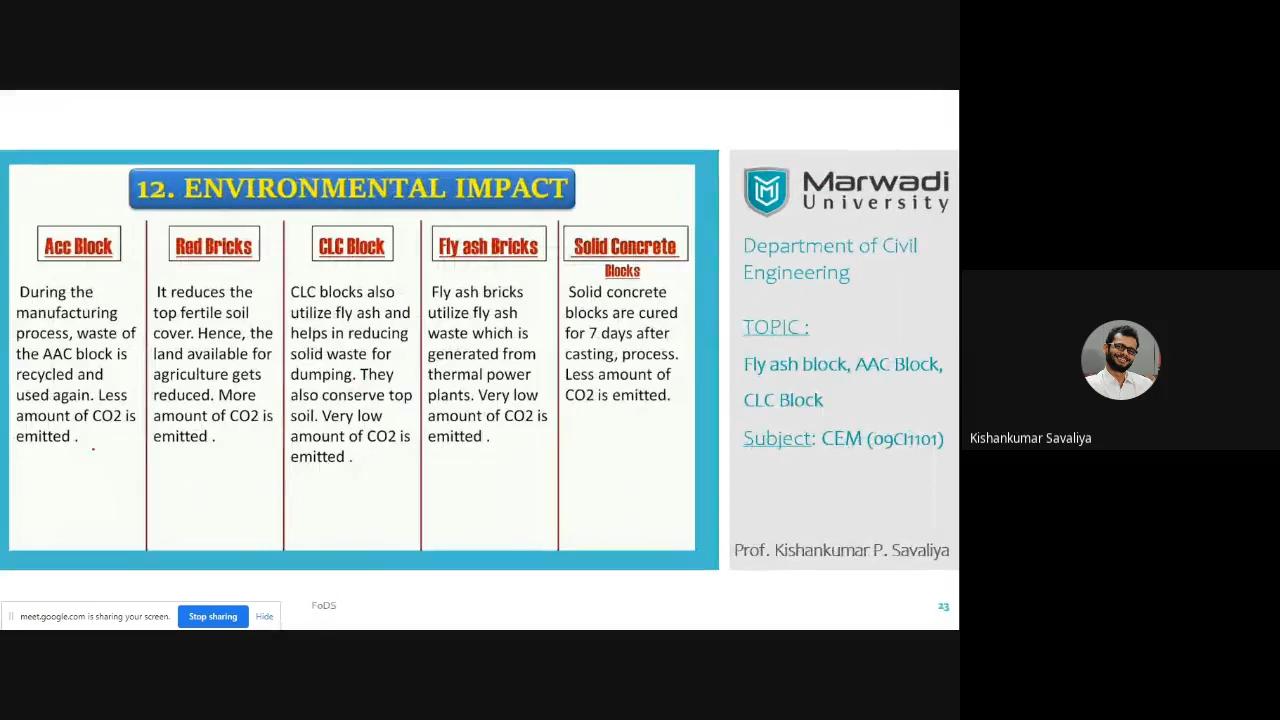 12. ENVIRONMENTAL IMPACT
Acc Block
During the
manufacturing
process, waste of
the AAC block is
recycled and
used again. Less
amount of CO2 is
emitted .
Red Bricks
It reduces the
top fertile soil
cover. Hence, the
land available for
agriculture gets
reduced. More
amount of CO2 is
emitted .
CLC Block
CLC blocks also
utilize fly ash and
helps in reducing
solid waste for
dumping. They
also conserve top
soil. Very low
amount of CO2 is
emitted .
Fly ash Bricks
Fly ash bricks
utilize fly ash
waste which is
generated from
thermal power
plants. Very low
amount of CO2 is
emitted .
Solid Concrete
Blocks
Solid concrete
blocks are cured
for 7 days after
casting, process.
Less amount of
CO2 is emitted.
Marwadi
University
Department of Civil
Engineering
TOPIC :
Fly ash block, AAC Block,
CLC Block
Subject: CEM (09CI1101)
Prof. Kishankumar P. Savaliya
meet.google.com is sharing your screen.
Stop sharing
Hide
FoDS
23
Kishankumar Savaliya